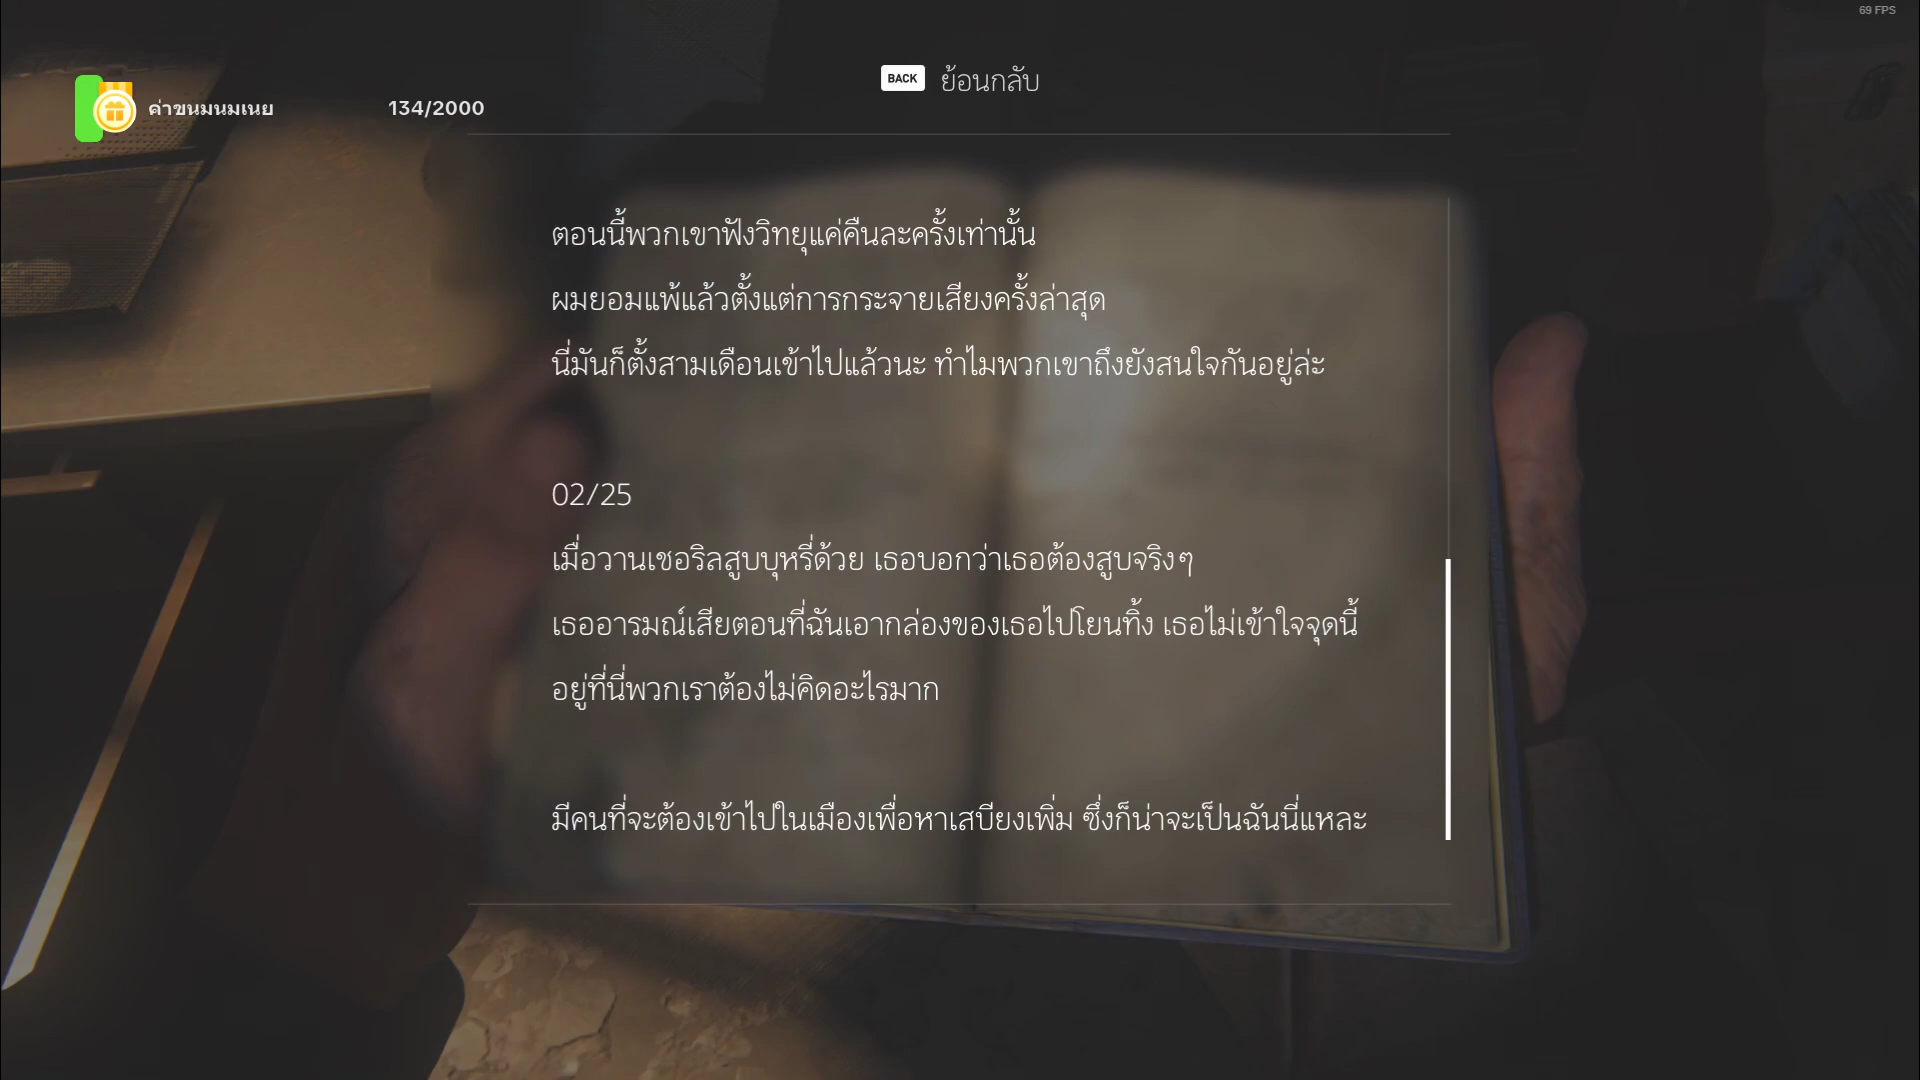 69 FPS
BACK ย้อนกลับ
ค่าขนมนมเนย 134/2000
ตอนนี้พวกเขาฟังวิทยุแค่คืนละครั้งเท่านั้น
ผมยอมแพ้แล้วตั้งแต่การกระจายเสียงครั้งล่าสุด
นี่มันก็ตั้งสามเดือนเข้าไปแล้วนะ ทำไมพวกเขาถึงยังสนใจกันอยู่ล่ะ
02/25
เมื่อวานเชอริลสูบบุหรี่ด้วย เธอบอกว่าเธอต้องสูบจริงๆ
เธออารมณ์เสียตอนที่ฉันเอากล่องของเธอไปโยนทิ้ง เธอไม่เข้าใจจุดนี้
อยู่ที่นี่พวกเราต้องไม่คิดอะไรมาก
มีคนที่จะต้องเข้าไปในเมืองเพื่อหาเสบียงเพิ่ม ซึ่งก็น่าจะเป็นฉันนี่แหละ